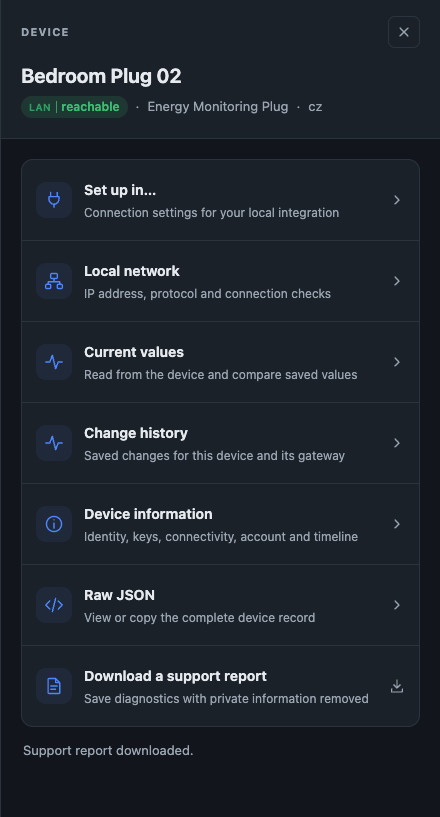 DEVICE
Bedroom Plug 02
LAN | reachable · Energy Monitoring Plug · cz
Set up in...
Connection settings for your local integration
Local network
IP address, protocol and connection checks
Current values
Read from the device and compare saved values
Change history
Saved changes for this device and its gateway
Device information
Identity, keys, connectivity, account and timeline
Raw JSON
View or copy the complete device record
Download a support report
Save diagnostics with private information removed
Support report downloaded.